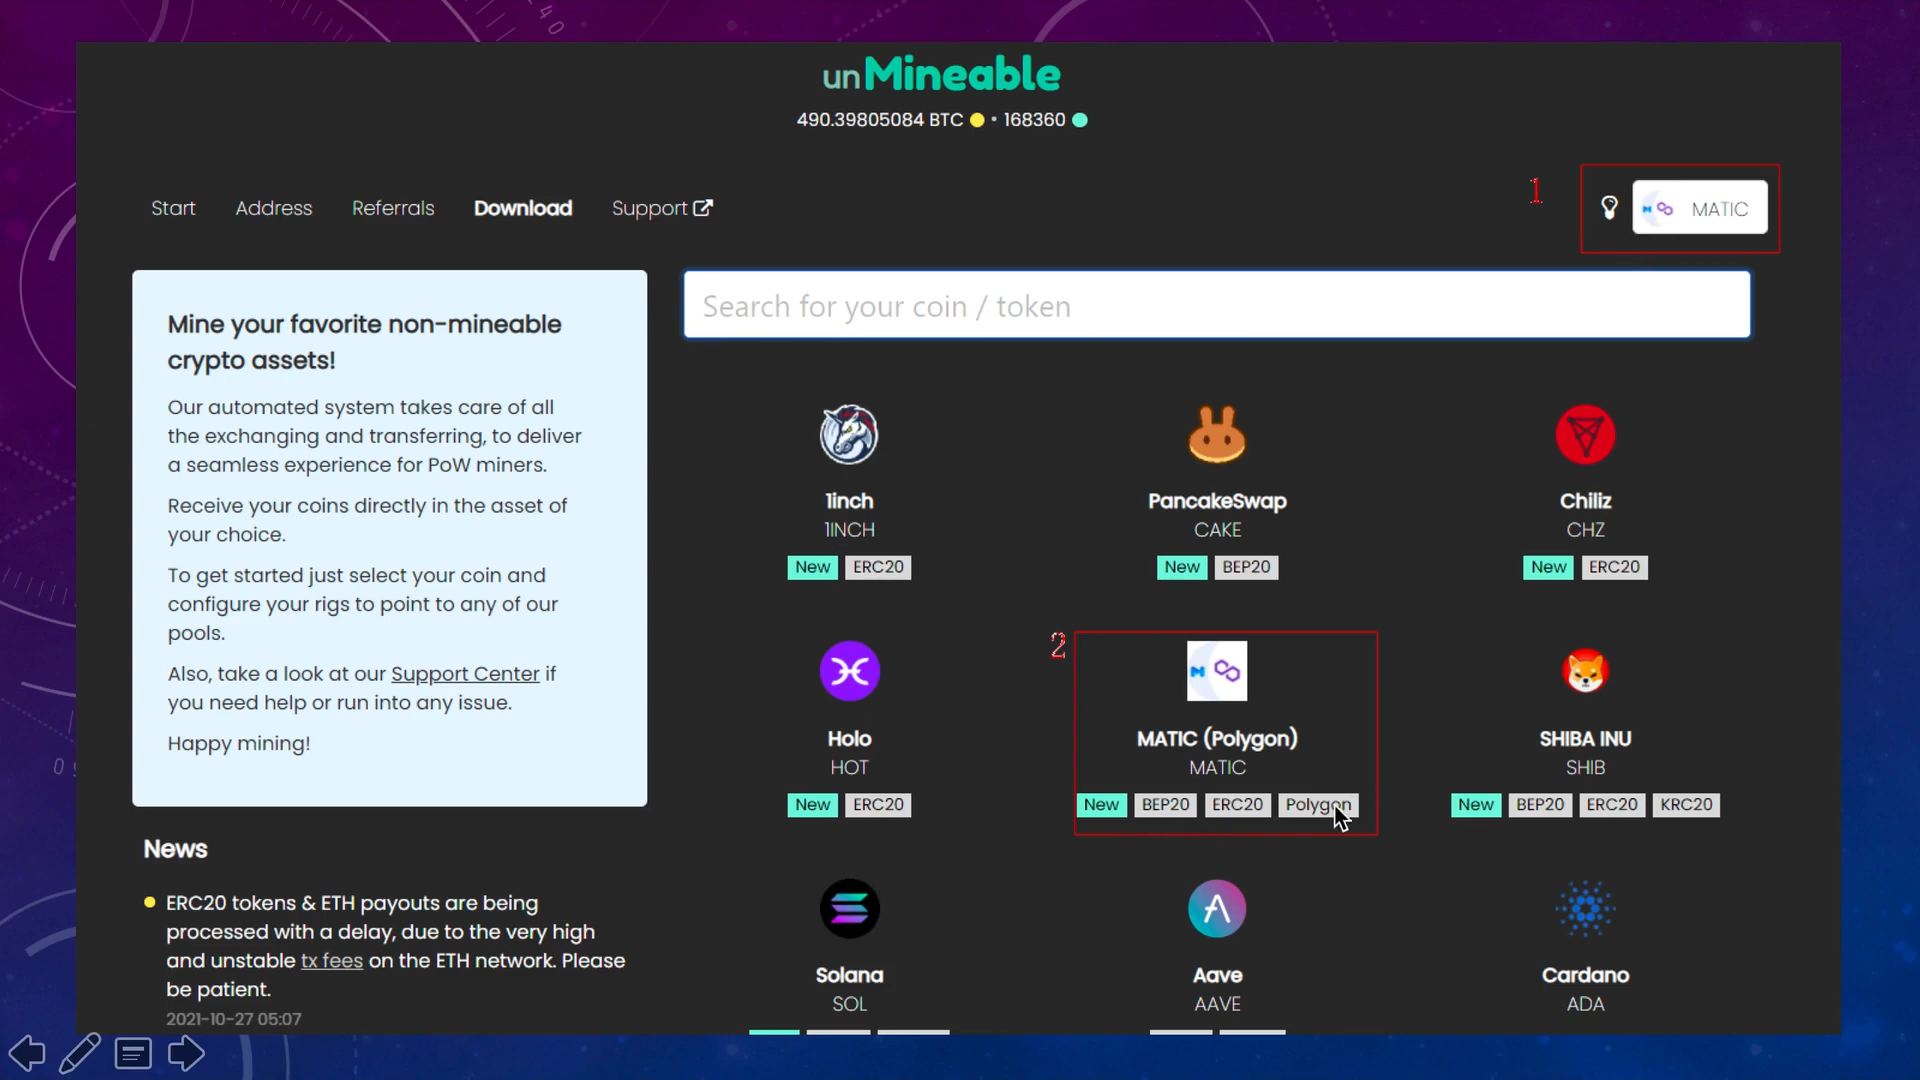 unMineable
490.39805084 BTC • 168360
Start Address Referrals Download Support
1
MATIC
Mine your favorite non-mineable
crypto assets!
Our automated system takes care of all
the exchanging and transferring, to deliver
a seamless experience for PoW miners.
Receive your coins directly in the asset of
your choice.
To get started just select your coin and
configure your rigs to point to any of our
pools.
Also, take a look at our Support Center if
you need help or run into any issue.
Happy mining!
News
ERC20 tokens & ETH payouts are being
processed with a delay, due to the very high
and unstable tx fees on the ETH network. Please
be patient.
2021-10-27 05:07
Search for your coin / token
1inch
1INCH
New ERC20
PancakeSwap
CAKE
New BEP20
Chiliz
CHZ
New ERC20
Holo
HOT
New ERC20
2
MATIC (Polygon)
MATIC
New BEP20 ERC20 Polygon
SHIBA INU
SHIB
New BEP20 ERC20 KRC20
Solana
SOL
Aave
AAVE
Cardano
ADA
40